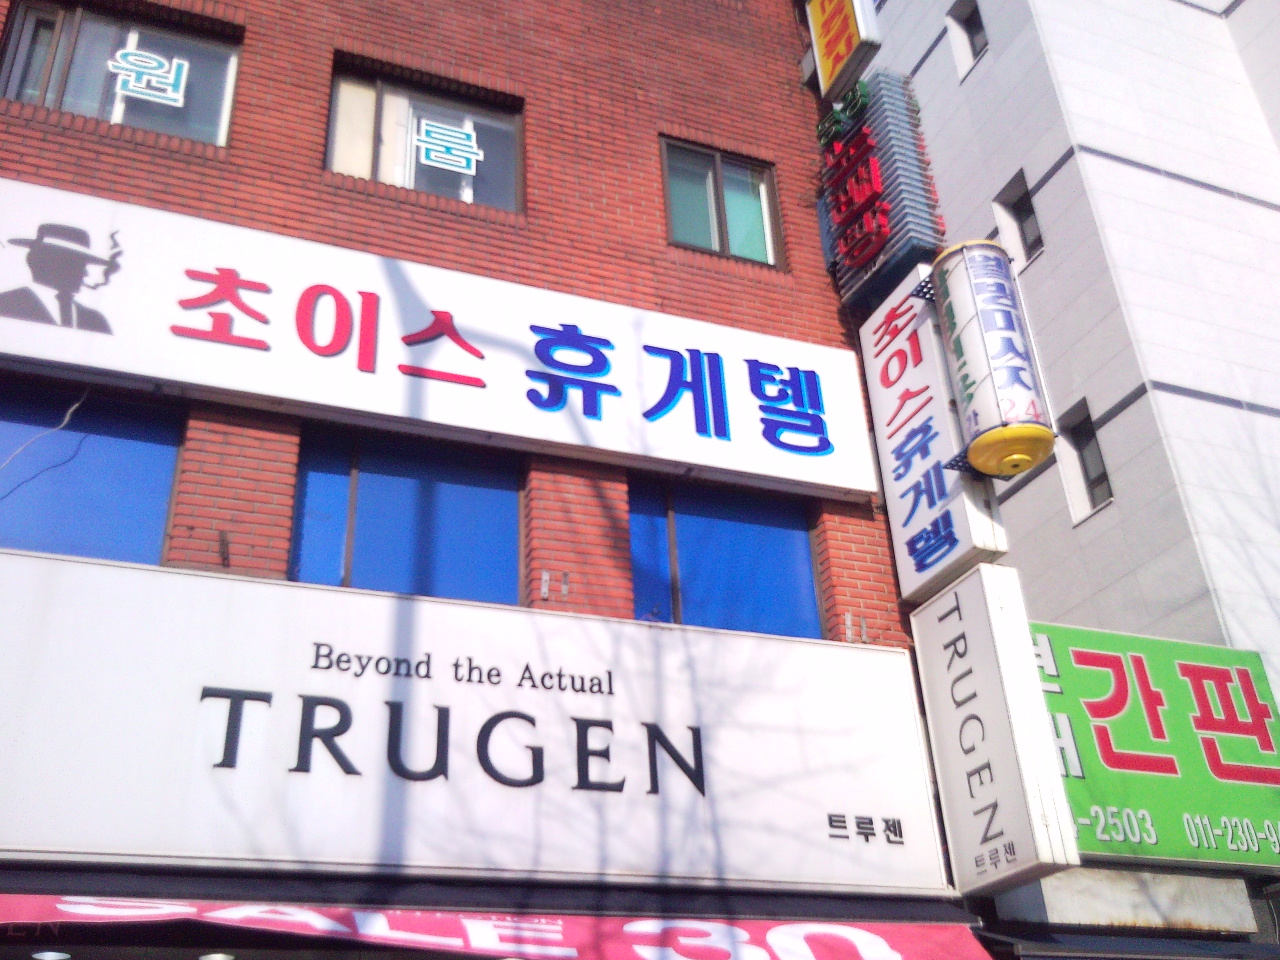 원
룸
초이스 휴게텔
초이스휴게텔
24
Beyond the Actual
TRUGEN
트루젠
TRUGEN
트루젠
간판
-2503
011-230-9
SALE 30